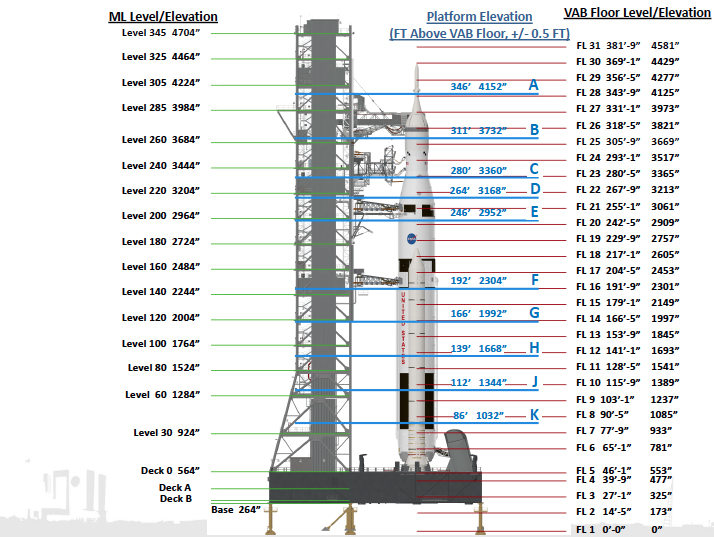 ML Level/Elevation
Level 345 4704”
Level 325 4464”
Level 305 4224”
Level 285 3984”
Level 260 3684”
Level 240 3444”
Level 220 3204”
Level 200 2964”
Level 180 2724”
Level 160 2484”
Level 140 2244”
Level 120 2004”
Level 100 1764”
Level 80 1524”
Level 60 1284”
Level 30 924”
Deck 0 564”
Deck A
Deck B
Base 264”
Platform Elevation
(FT Above VAB Floor, +/- 0.5 FT)
346’ 4152” A
311’ 3732” B
280’ 3360” C
264’ 3168” D
246’ 2952” E
192’ 2304” F
166’ 1992” G
139’ 1668” H
112’ 1344” J
86’ 1032” K
UNITED STATES
VAB Floor Level/Elevation
FL 31 381’-9” 4581”
FL 30 369’-1” 4429”
FL 29 356’-5” 4277”
FL 28 343’-9” 4125”
FL 27 331’-1” 3973”
FL 26 318’-5” 3821”
FL 25 305’-9” 3669”
FL 24 293’-1” 3517”
FL 23 280’-5” 3365”
FL 22 267’-9” 3213”
FL 21 255’-1” 3061”
FL 20 242’-5” 2909”
FL 19 229’-9” 2757”
FL 18 217’-1” 2605”
FL 17 204’-5” 2453”
FL 16 191’-9” 2301”
FL 15 179’-1” 2149”
FL 14 166’-5” 1997”
FL 13 153’-9” 1845”
FL 12 141’-1” 1693”
FL 11 128’-5” 1541”
FL 10 115’-9” 1389”
FL 9 103’-1” 1237”
FL 8 90’-5” 1085”
FL 7 77’-9” 933”
FL 6 65’-1” 781”
FL 5 46’-1” 553”
FL 4 39’-9” 477”
FL 3 27’-1” 325”
FL 2 14’-5” 173”
FL 1 0’-0” 0”